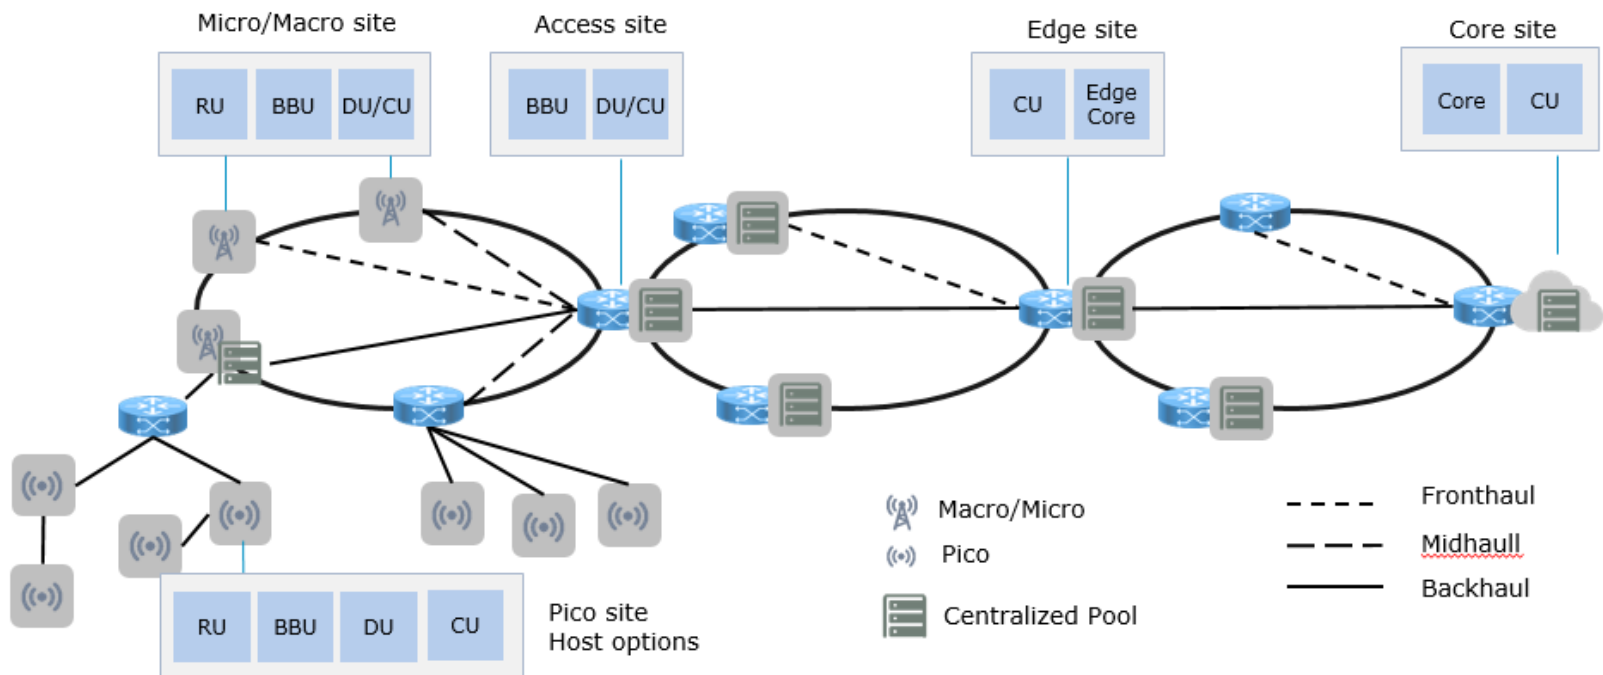 Micro/Macro site
Access site
Edge site
Core site
RU
BBU
DU/CU
BBU
DU/CU
CU
Edge
Core
Core
CU
Macro/Micro
Pico
Centralized Pool
Fronthaul
Midhaull
Backhaul
RU
BBU
DU
CU
Pico site
Host options